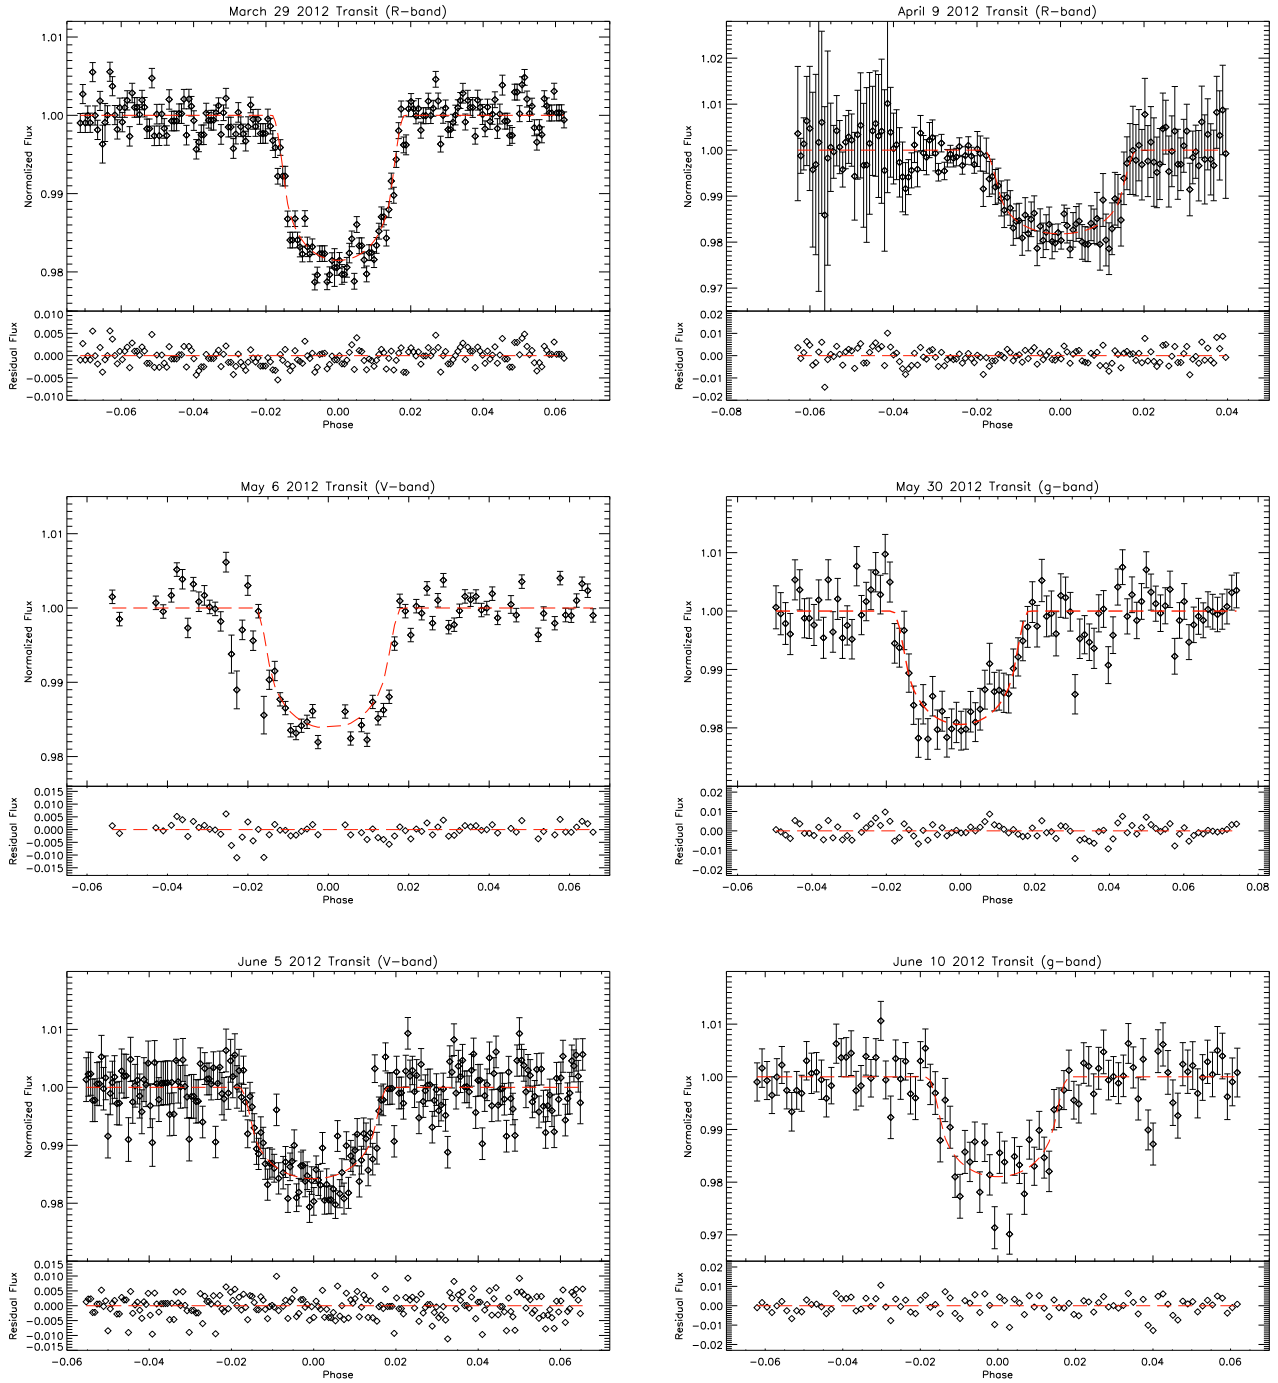 March 29 2012 Transit (R-band)
1.01
1.00
0.99
0.98
Normalized Flux
0.010
0.005
0.000
-0.005
-0.010
Residual Flux
-0.06 -0.04 -0.02 0.00 0.02 0.04 0.06
Phase
April 9 2012 Transit (R-band)
1.02
1.01
1.00
0.99
0.98
0.97
Normalized Flux
0.02
0.01
0.00
-0.01
-0.02
Residual Flux
-0.08 -0.06 -0.04 -0.02 0.00 0.02 0.04
Phase
May 6 2012 Transit (V-band)
1.01
1.00
0.99
0.98
Normalized Flux
0.015
0.010
0.005
0.000
-0.005
-0.010
-0.015
Residual Flux
-0.06 -0.04 -0.02 0.00 0.02 0.04 0.06
Phase
May 30 2012 Transit (g-band)
1.01
1.00
0.99
0.98
Normalized Flux
0.02
0.01
0.00
-0.01
-0.02
Residual Flux
-0.06 -0.04 -0.02 0.00 0.02 0.04 0.06 0.08
Phase
June 5 2012 Transit (V-band)
1.01
1.00
0.99
0.98
Normalized Flux
0.015
0.010
0.005
0.000
-0.005
-0.010
-0.015
Residual Flux
-0.06 -0.04 -0.02 0.00 0.02 0.04 0.06
Phase
June 10 2012 Transit (g-band)
1.01
1.00
0.99
0.98
0.97
Normalized Flux
0.02
0.01
0.00
-0.01
-0.02
Residual Flux
-0.06 -0.04 -0.02 0.00 0.02 0.04 0.06
Phase